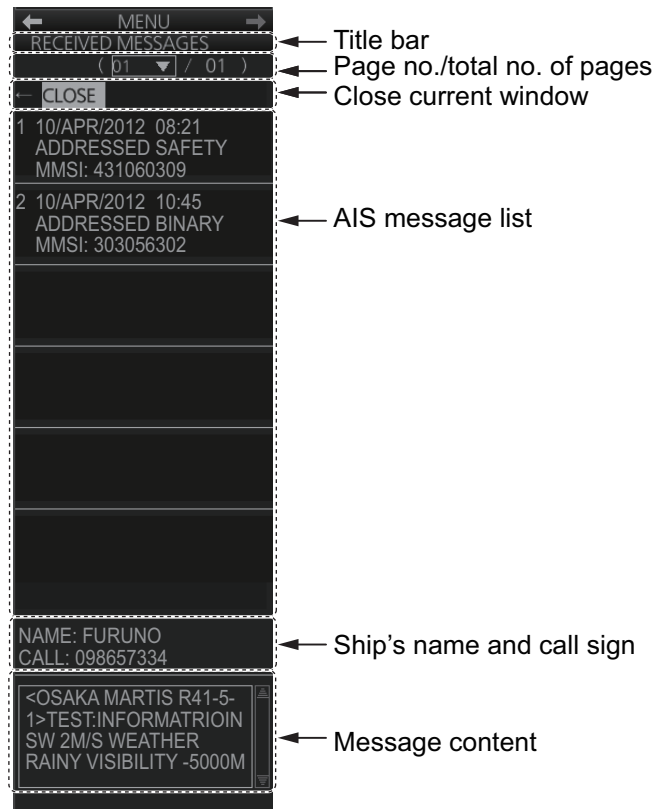 ← MENU →
RECEIVED MESSAGES
Title bar
( 01 ▼ / 01 )
Page no./total no. of pages
← CLOSE
Close current window
1 10/APR/2012 08:21
ADDRESSED SAFETY
MMSI: 431060309
2 10/APR/2012 10:45
ADDRESSED BINARY
MMSI: 303056302
AIS message list
NAME: FURUNO
CALL: 098657334
Ship's name and call sign
<OSAKA MARTIS R41-5-
1>TEST:INFORMATRIOIN
SW 2M/S WEATHER
RAINY VISIBILITY -5000M
Message content